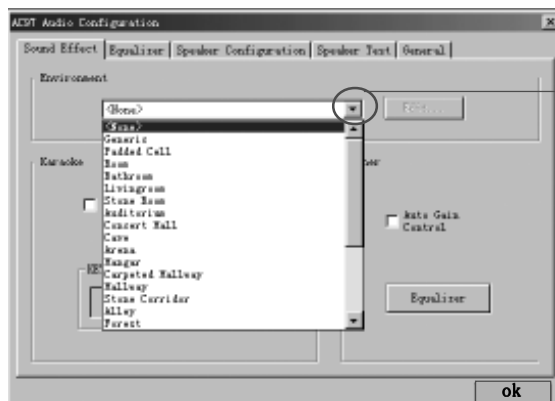 AC97 Audio Configuration
Sound Effect Equalizer Speaker Configuration Speaker Test General
Environment
<None>
Edit...
<None>
Generic
Padded Cell
Room
Bathroom
Livingroom
Stone Room
Auditorium
Concert Hall
Cave
Arena
Hangar
Carpeted Hallway
Hallway
Stone Corridor
Alley
Forest
Karaoke
Auto Gain
Control
Equalizer
ok